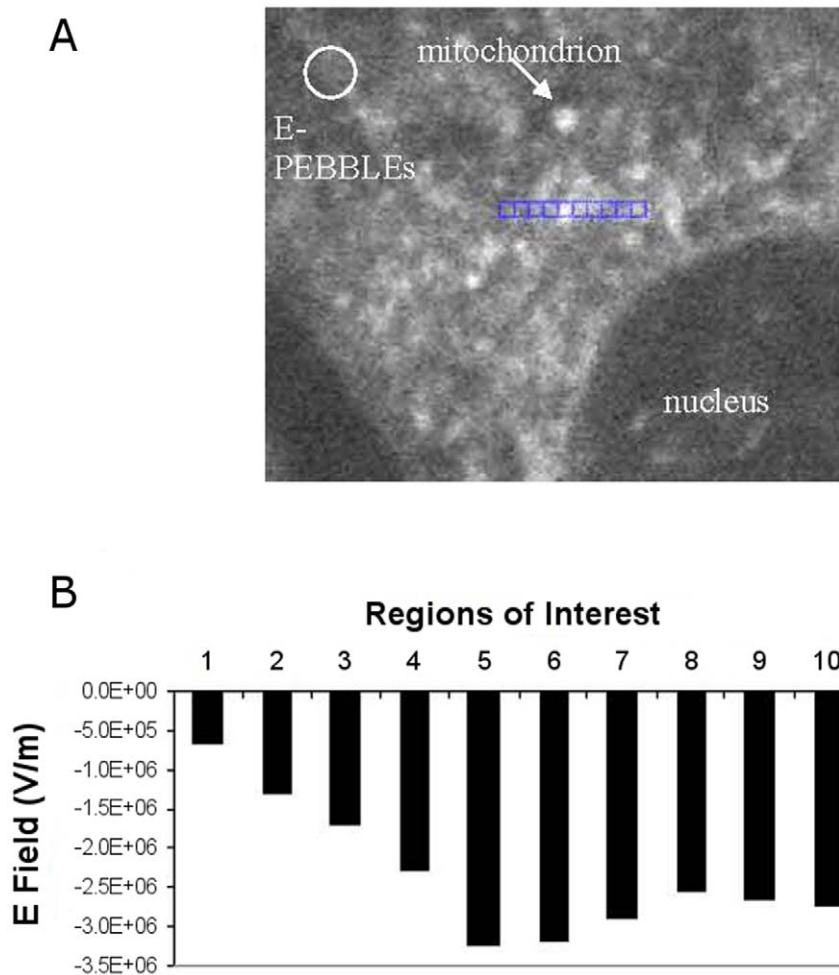 A
mitochondrion
E-
PEBBLEs
nucleus
B
Regions of Interest
1 2 3 4 5 6 7 8 9 10
0.0E+00
-5.0E+05
-1.0E+06
-1.5E+06
-2.0E+06
-2.5E+06
-3.0E+06
-3.5E+06
E Field (V/m)